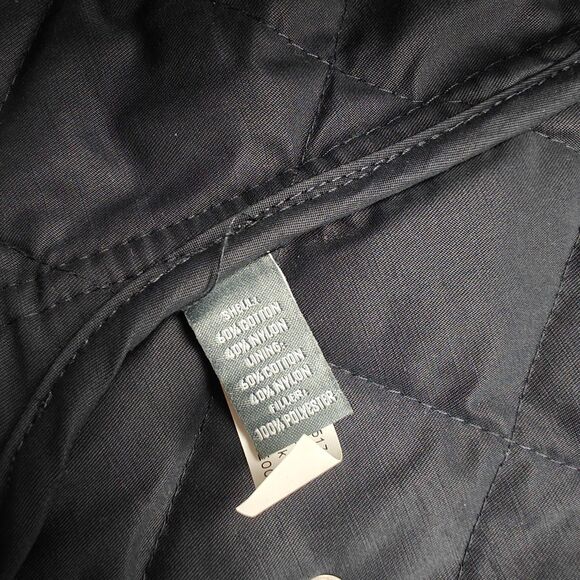 SHELL:
60% COTTON
40% NYLON
LINING:
60% COTTON
40% NYLON
FILLER:
100% POLYESTER